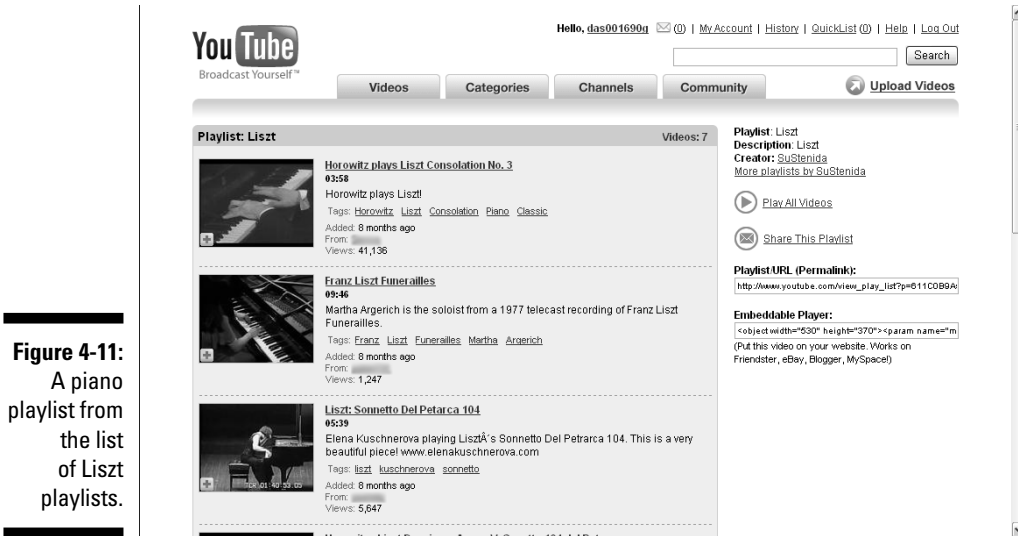 You Tube
Broadcast Yourself™
Hello, das001690g (0) | My Account | History | QuickList (0) | Help | Log Out
Search
Videos Categories Channels Community Upload Videos
Playlist: Liszt Videos: 7
Horowitz plays Liszt Consolation No. 3
03:58
Horowitz plays Liszt!
Tags: Horowitz Liszt Consolation Piano Classic
Added: 8 months ago
From:
Views: 41,136
Franz Liszt Funerailles
09:46
Martha Argerich is the soloist from a 1977 telecast recording of Franz Liszt
Funerailles.
Tags: Franz Liszt Funerailles Martha Argerich
Added: 8 months ago
From:
Views: 1,247
Liszt: Sonnetto Del Petarca 104
05:39
Elena Kuschnerova playing LisztÂ´s Sonnetto Del Petrarca 104. This is a very
beautiful piece! www.elenakuschnerova.com
Tags: liszt kuschnerova sonnetto
Added: 8 months ago
From:
Views: 5,647
Playlist: Liszt
Description: Liszt
Creator: SuStenida
More playlists by SuStenida
Play All Videos
Share This Playlist
Playlist/URL (Permalink):
http://www.youtube.com/view_play_list?p=611C0B9A
Embeddable Player:
<object width="530" height="370"><param name="m
(Put this video on your website. Works on
Friendster, eBay, Blogger, MySpace!)
Figure 4-11:
A piano
playlist from
the list
of Liszt
playlists.